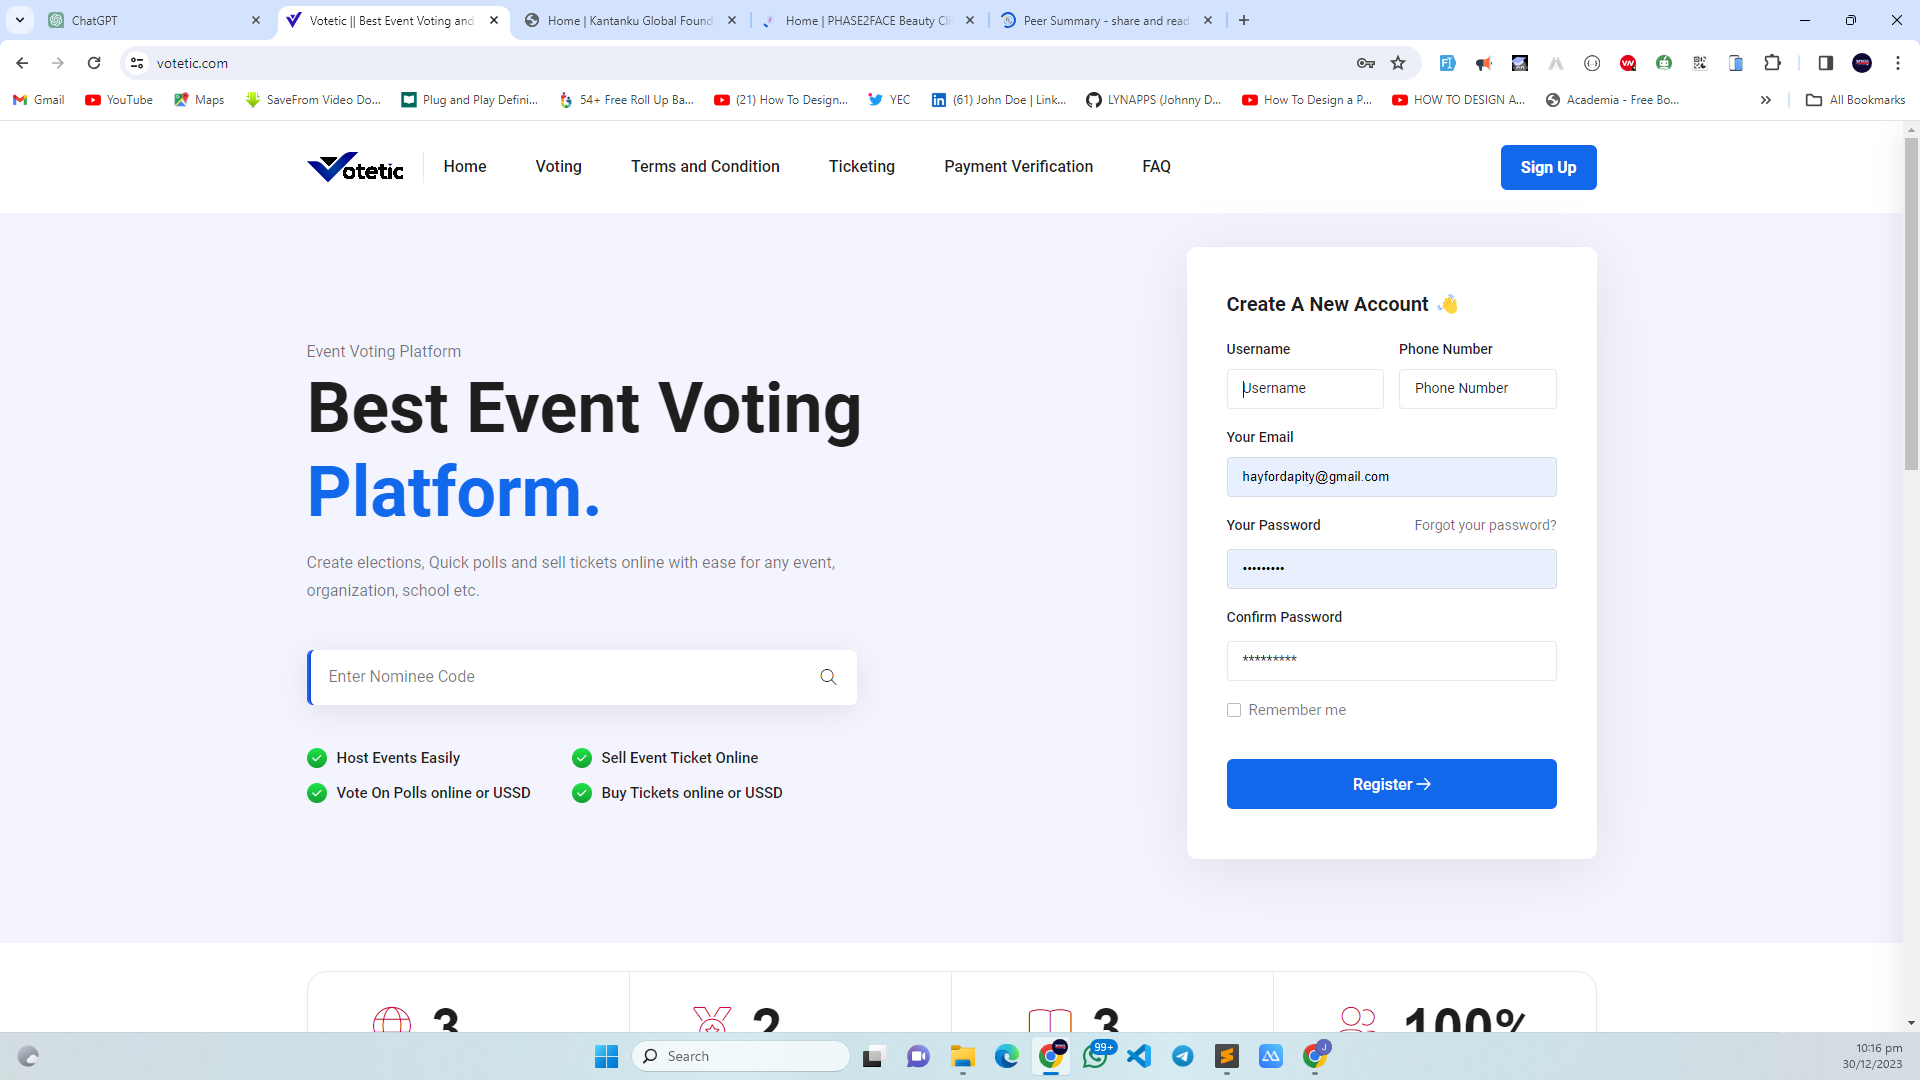 ChatGPT
Votetic || Best Event Voting and
Home | Kantanku Global Found
Home | PHASE2FACE Beauty Cli
Peer Summary - share and read
votetic.com
Gmail
YouTube
Maps
SaveFrom Video Do...
Plug and Play Defini...
54+ Free Roll Up Ba...
(21) How To Design...
YEC
(61) John Doe | Link...
LYNAPPS (Johnny D...
How To Design a P...
HOW TO DESIGN A...
Academia - Free Bo...
All Bookmarks
Votetic
Home
Voting
Terms and Condition
Ticketing
Payment Verification
FAQ
Sign Up
Event Voting Platform
Best Event Voting
Platform.
Create elections, Quick polls and sell tickets online with ease for any event,
organization, school etc.
Enter Nominee Code
Host Events Easily
Sell Event Ticket Online
Vote On Polls online or USSD
Buy Tickets online or USSD
Create A New Account 👋
Username
Phone Number
Username
Phone Number
Your Email
hayfordapity@gmail.com
Your Password
Forgot your password?
•••••••••
Confirm Password
*********
Remember me
Register →
3
2
3
100%
Search
99+
J
10:16 pm
30/12/2023